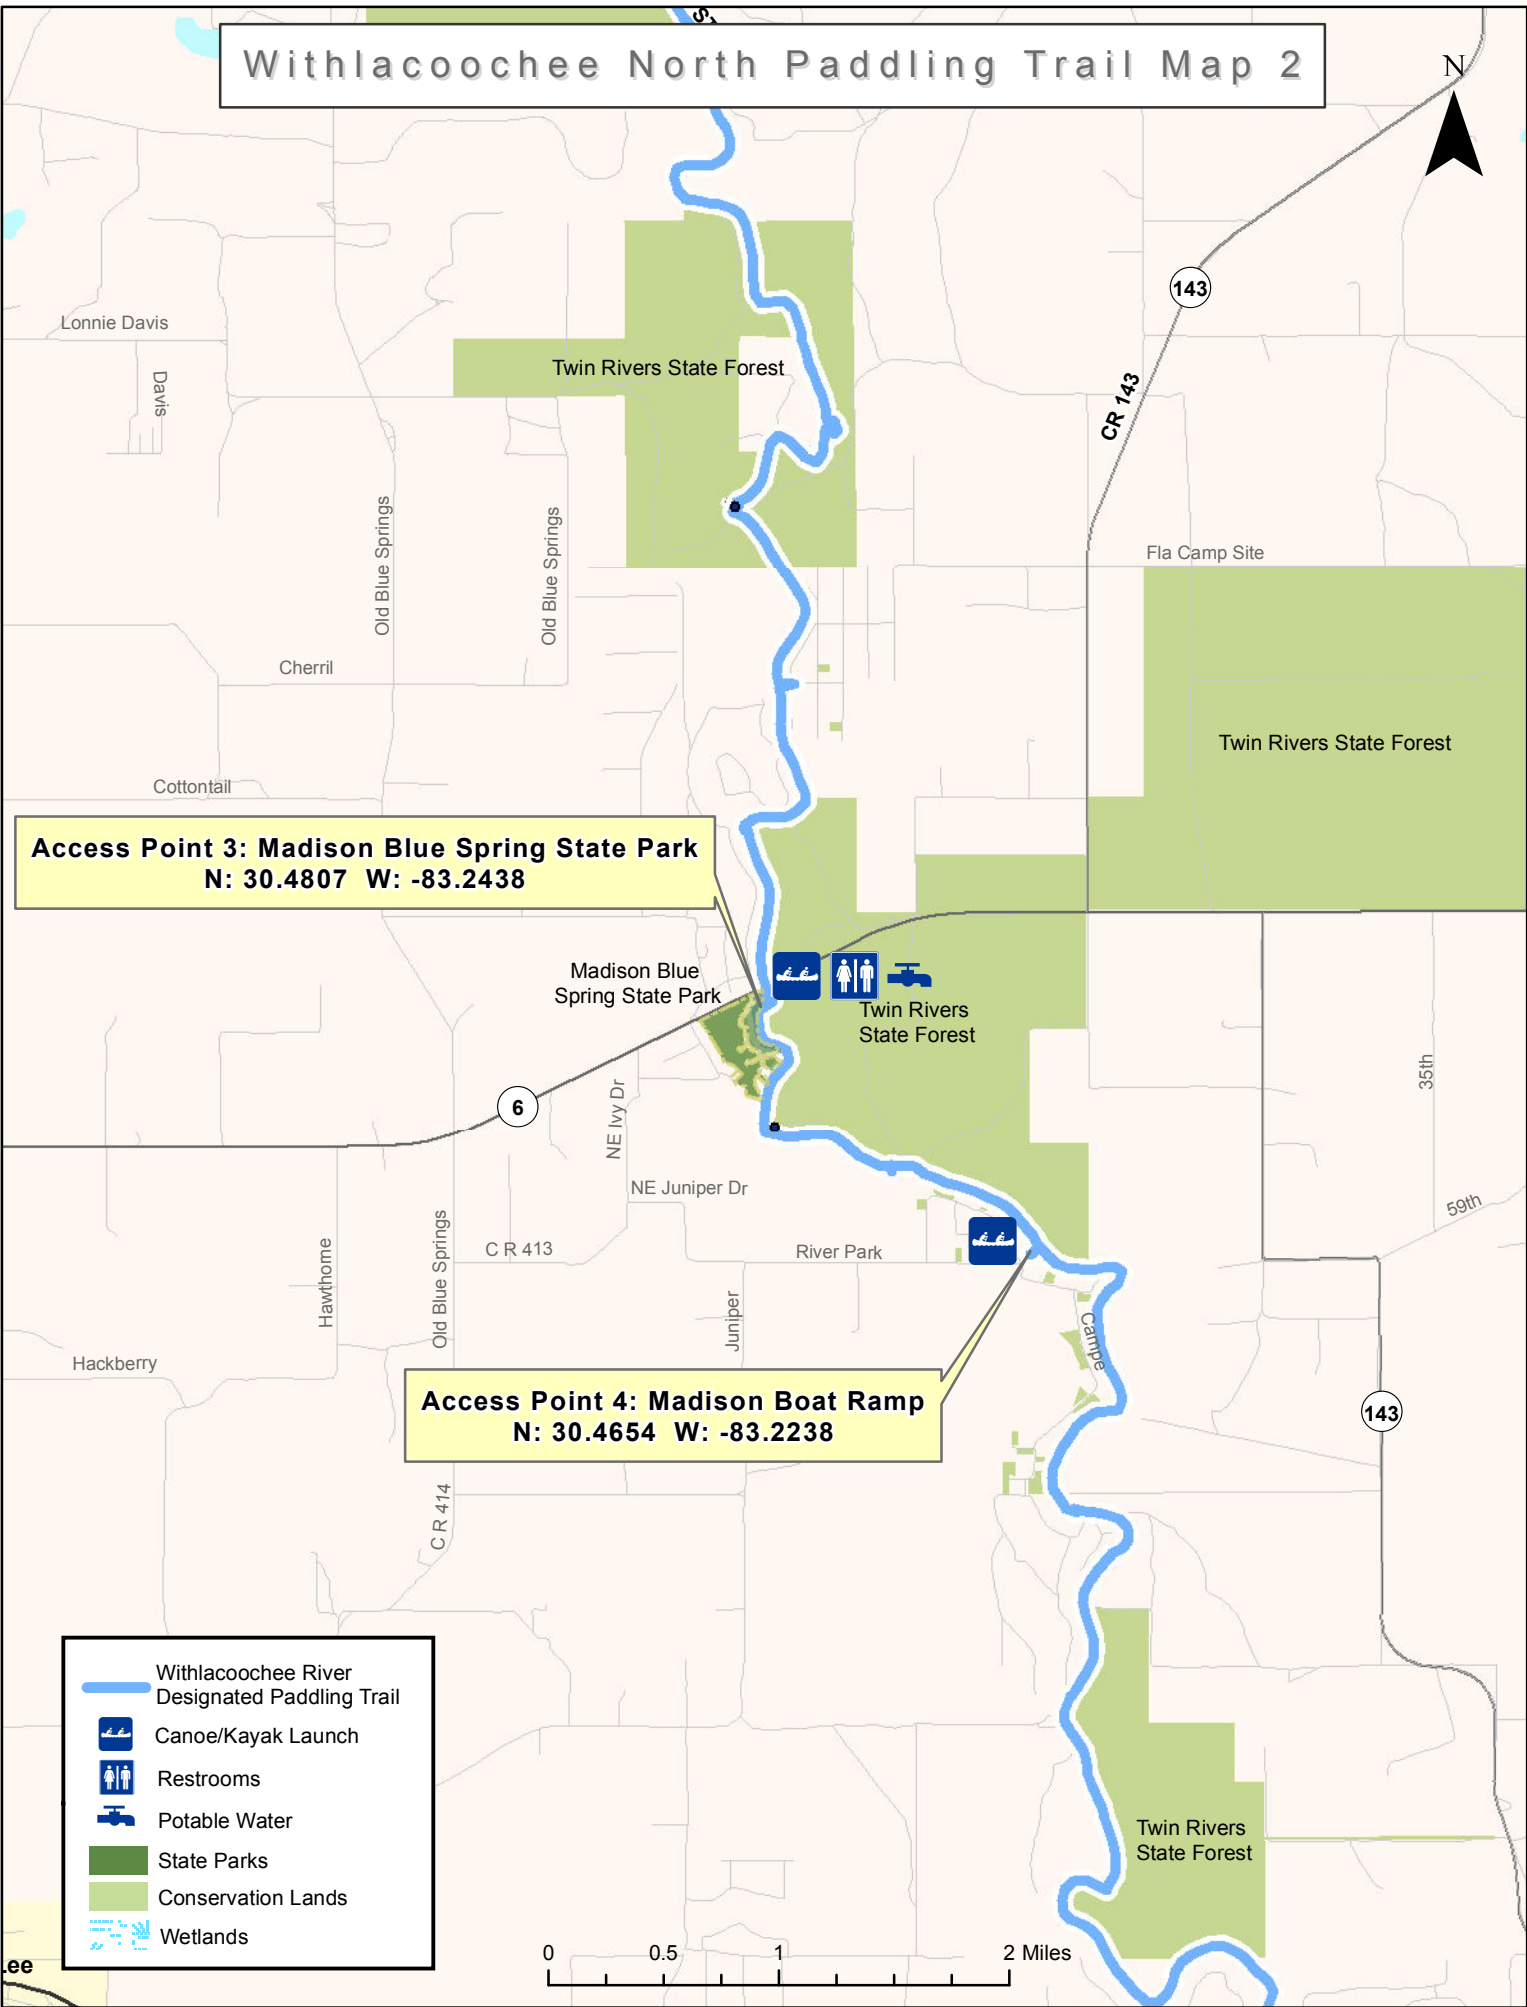 Withlacoochee North Paddling Trail Map 2
N
143
Lonnie Davis
Davis
Twin Rivers State Forest
CR 143
Old Blue Springs
Old Blue Springs
Fla Camp Site
Cherril
Twin Rivers State Forest
Cottontail
Access Point 3: Madison Blue Spring State Park
N: 30.4807 W: -83.2438
Madison Blue
Spring State Park
Twin Rivers
State Forest
35th
6
NE Ivy Dr
NE Juniper Dr
59th
Hawthorne
Old Blue Springs
C R 413
River Park
Juniper
Campe
Hackberry
Access Point 4: Madison Boat Ramp
N: 30.4654 W: -83.2238
143
C R 414
Withlacoochee River
Designated Paddling Trail
Canoe/Kayak Launch
Restrooms
Potable Water
State Parks
Conservation Lands
Wetlands
Twin Rivers
State Forest
0 0.5 1 2 Miles
Lee